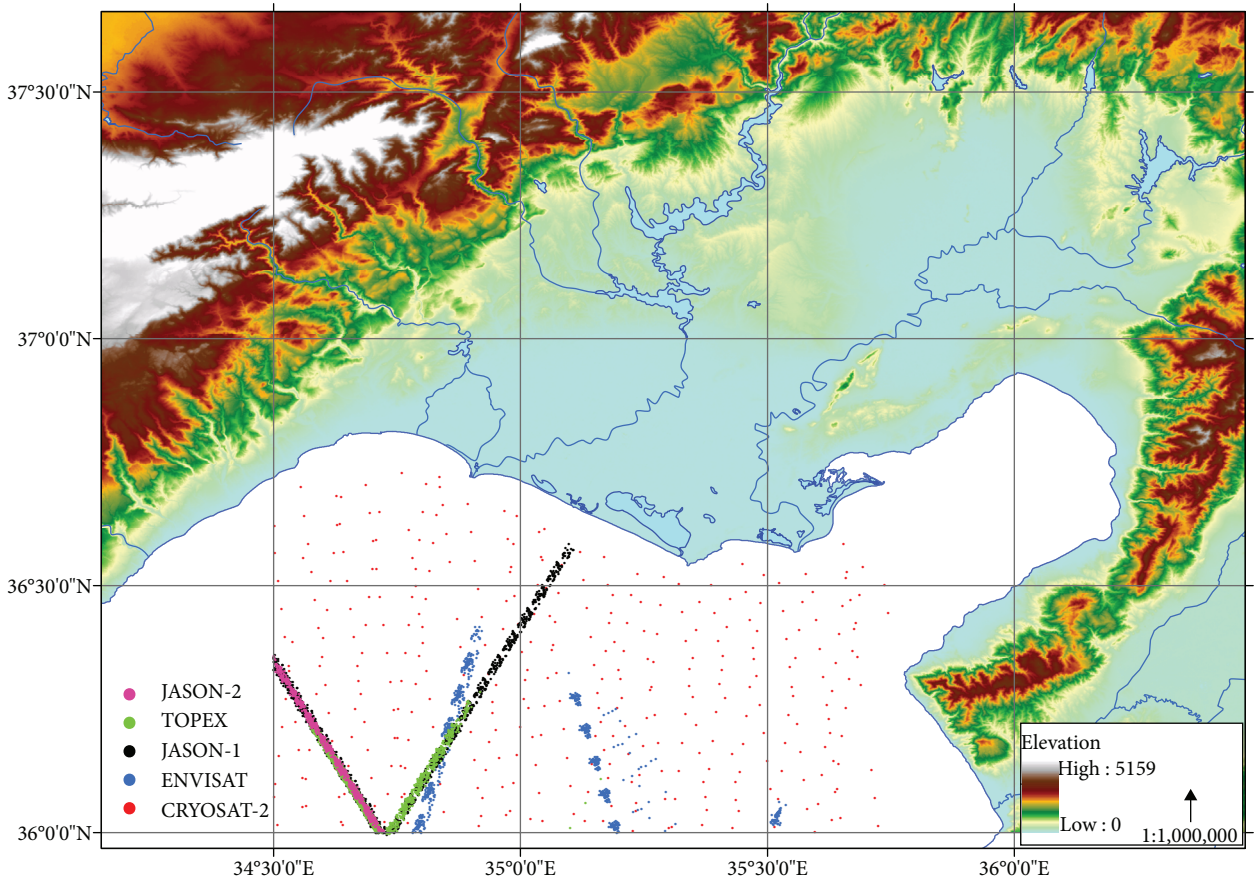 37°30'0"N
37°0'0"N
36°30'0"N
36°0'0"N
JASON-2
TOPEX
JASON-1
ENVISAT
CRYOSAT-2
Elevation
High : 5159
Low : 0
1:1,000,000
34°30'0"E
35°0'0"E
35°30'0"E
36°0'0"E